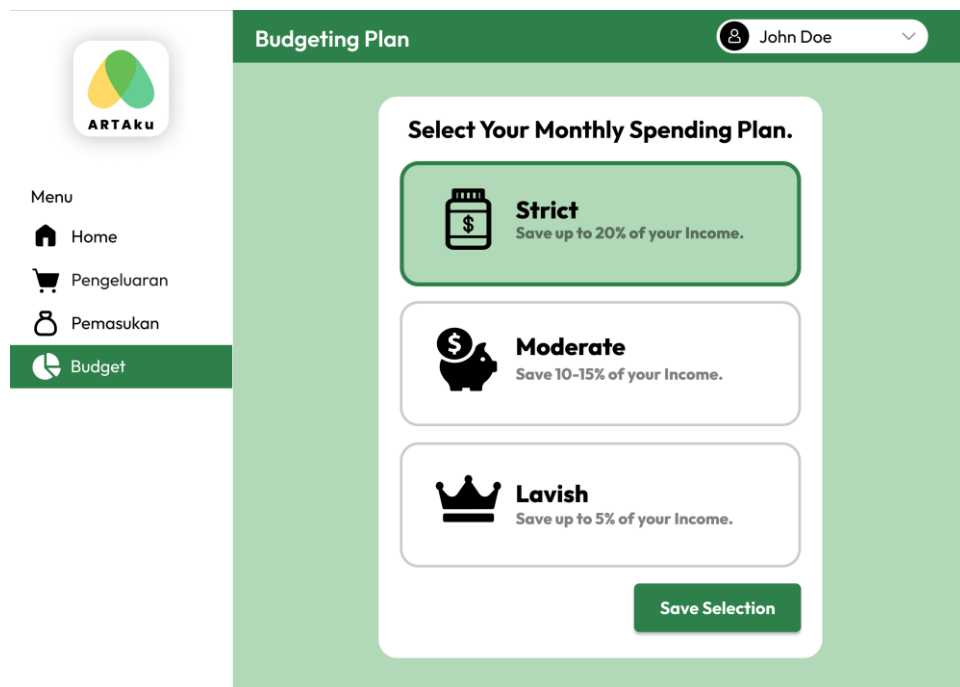 ARTAku
Menu
Home
Pengeluaran
Pemasukan
Budget
Budgeting Plan
John Doe
Select Your Monthly Spending Plan.
$
Strict
Save up to 20% of your Income.
$
Moderate
Save 10-15% of your Income.
Lavish
Save up to 5% of your Income.
Save Selection